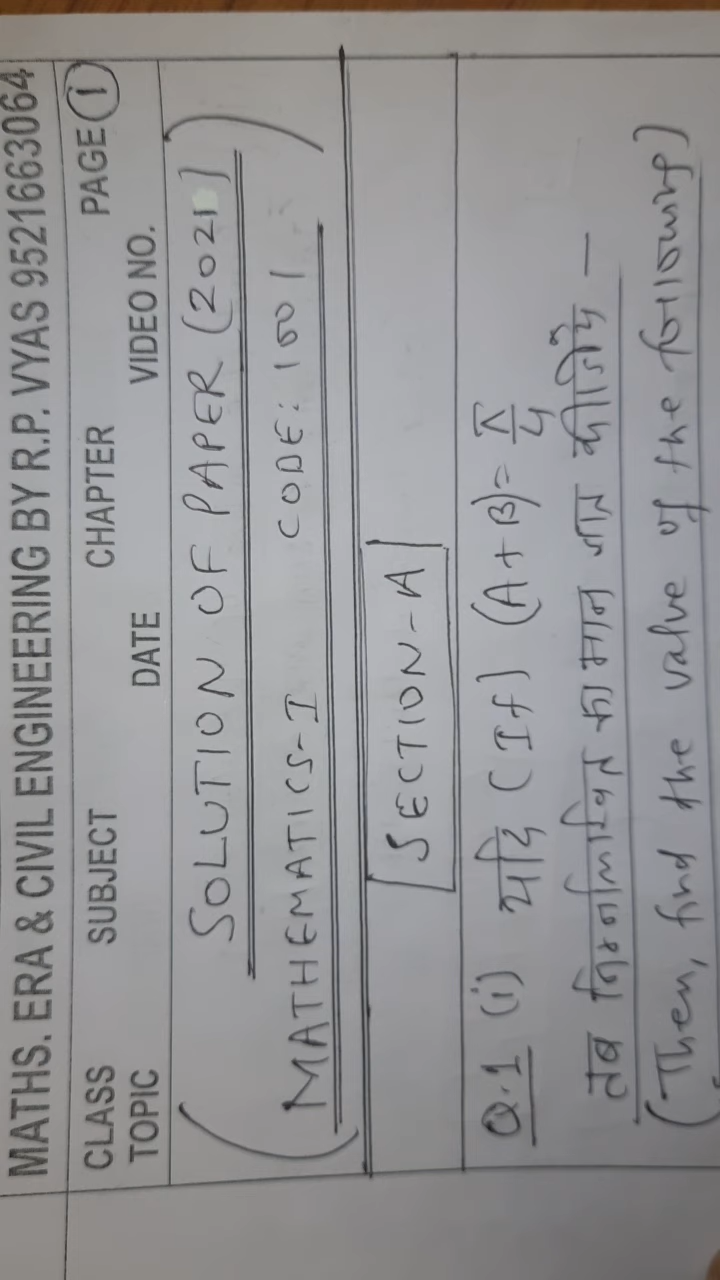 MATHS. ERA & CIVIL ENGINEERING BY R.P. VYAS 9521663064
CLASS SUBJECT CHAPTER PAGE (1)
TOPIC DATE VIDEO NO.
SOLUTION OF PAPER (2021)
(MATHEMATICS-I CODE: 1001)
SECTION-A
Q.1 (i) यदि (If) (A+B)= π/4
तब निम्नलिखित का मान ज्ञात कीजिये –
(Then, find the value of the following)